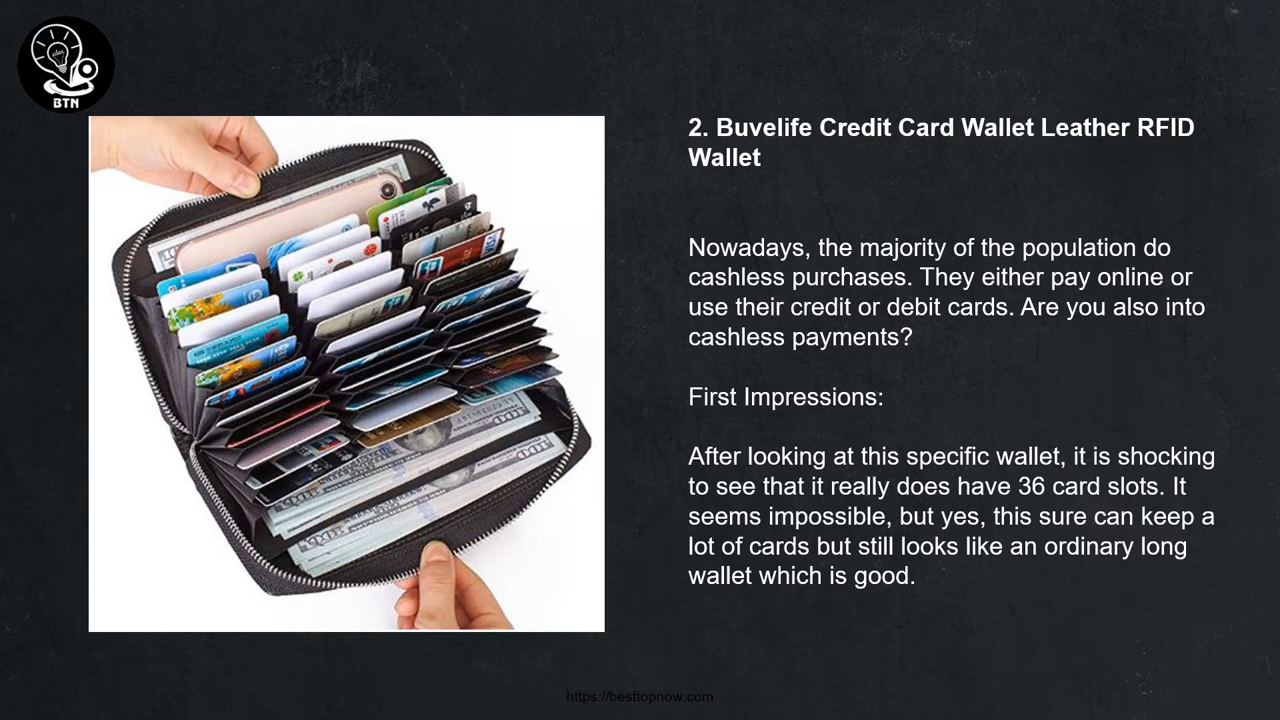 BTN
2. Buvelife Credit Card Wallet Leather RFID
Wallet
Nowadays, the majority of the population do
cashless purchases. They either pay online or
use their credit or debit cards. Are you also into
cashless payments?
First Impressions:
After looking at this specific wallet, it is shocking
to see that it really does have 36 card slots. It
seems impossible, but yes, this sure can keep a
lot of cards but still looks like an ordinary long
wallet which is good.
https://besttopnow.com